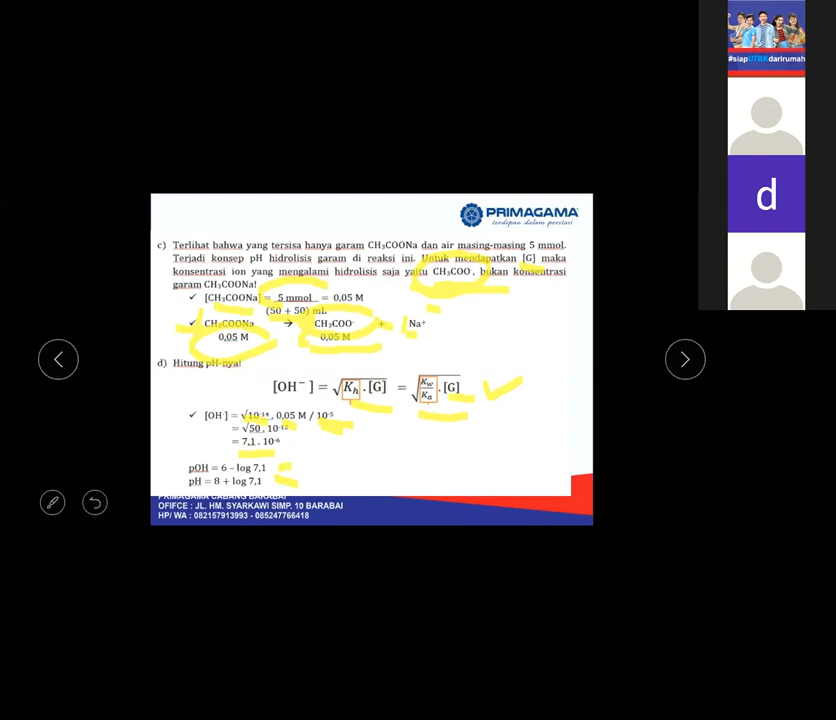 #siapUTBKdarirumah
d
PRIMAGAMA
terdepan dalam prestasi
c) Terlihat bahwa yang tersisa hanya garam CH₃COONa dan air masing-masing 5 mmol.
Terjadi konsep pH hidrolisis garam di reaksi ini. Untuk mendapatkan [G] maka
konsentrasi ion yang mengalami hidrolisis saja yaitu CH₃COO⁻, bukan konsentrasi
garam CH₃COONa!
✓ [CH₃COONa] = 5 mmol = 0,05 M
(50 + 50) mL
✓ CH₃COONa → CH₃COO⁻ + Na⁺
0,05 M 0,05 M
d) Hitung pH-nya!
[OH⁻] = √Kₕ . [G] = √Kw/Ka . [G]
✓ [OH⁻] = √10⁻¹⁴ . 0,05 M / 10⁻⁵
= √50 . 10⁻¹²
= 7,1 . 10⁻⁶
pOH = 6 – log 7,1
pH = 8 + log 7,1
PRIMAGAMA CABANG BARABAI
OFIFCE : JL. HM. SYARKAWI SIMP. 10 BARABAI
HP/ WA : 082157913993 - 085247766418